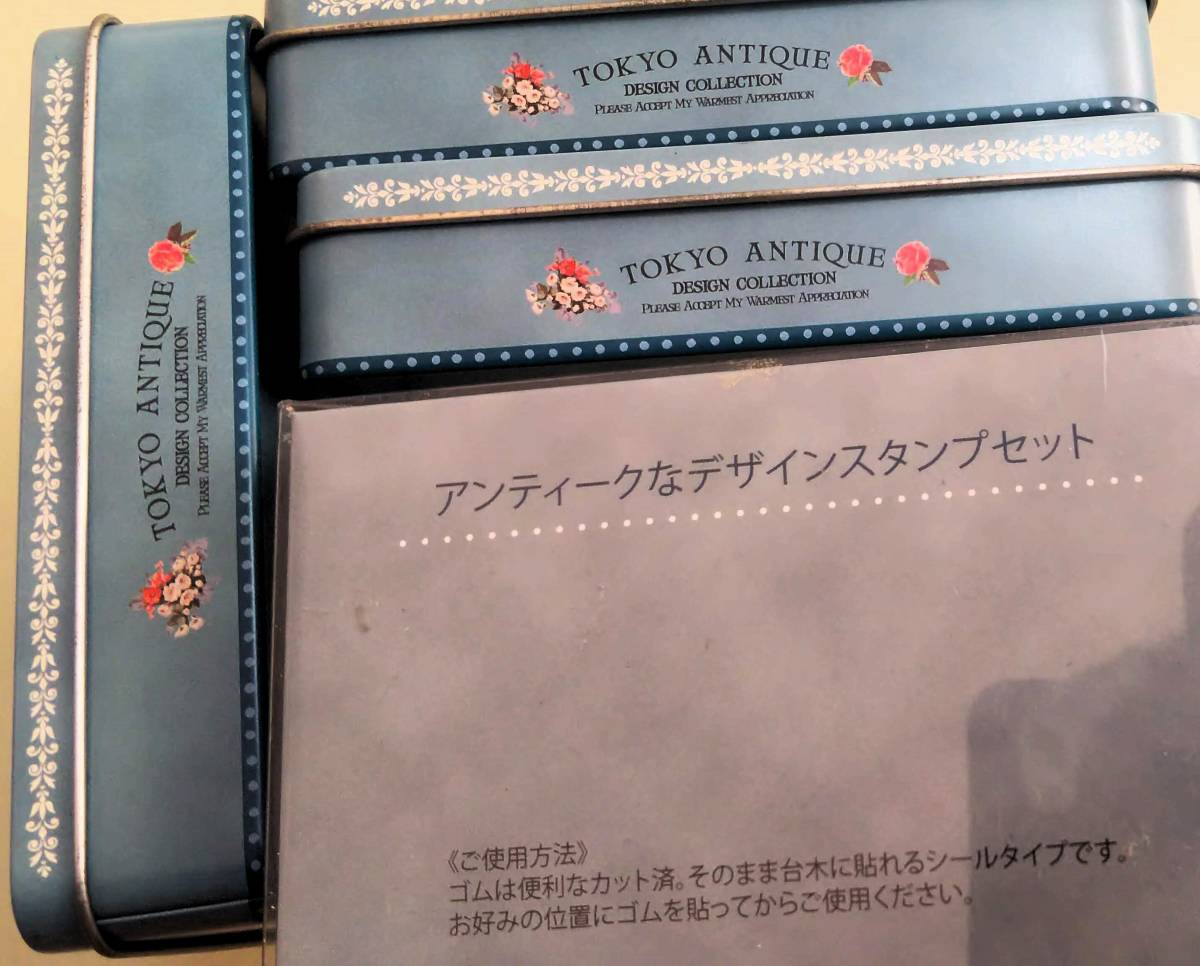 TOKYO ANTIQUE
DESIGN COLLECTION
PLEASE ACCEPT MY WARMEST APPRECIATION
TOKYO ANTIQUE
DESIGN COLLECTION
PLEASE ACCEPT MY WARMEST APPRECIATION
TOKYO ANTIQUE
DESIGN COLLECTION
PLEASE ACCEPT MY WARMEST APPRECIATION
アンティークなデザインスタンプセット
《ご使用方法》
ゴムは便利なカット済。そのまま台木に貼れるシールタイプです。
お好みの位置にゴムを貼ってからご使用ください。